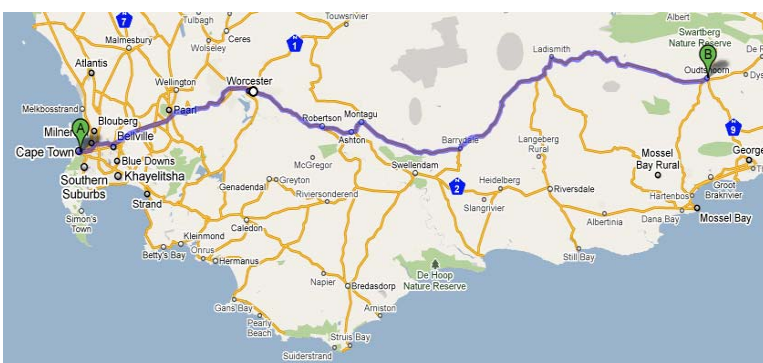 Touwsrivier
Albert
Tulbagh
N
7
Ceres
N
1
Swartberg
Nature Reserve
Malmesbury
Wolseley
Ladismith
De R
B
Atlantis
Oudtshoorn
Dys
Wellington
Worcester
Melkbosstrand
Paarl
Robertson
Montagu
Blouberg
A
Milner
Bellville
Ashton
Barrydale
Langeberg
Rural
N
9
Cape Town
Blue Downs
McGregor
Swellendam
Mossel
Bay Rural
George
Khayelitsha
Southern
Suburbs
Genadendal
Greyton
N
2
Heidelberg
Riversdale
Groot
Brakrivier
Strand
Riviersonderend
Slangrivier
Hartenbos
Simon's
Town
Caledon
Albertinia
Dana Bay
Mossel Bay
Kleinmond
Betty's Bay
Onrus
Hermanus
Still Bay
Napier
Bredasdorp
De Hoop
Nature Reserve
Gans Bay
Arniston
Pearly
Beach
Struis Bay
Suiderstrand